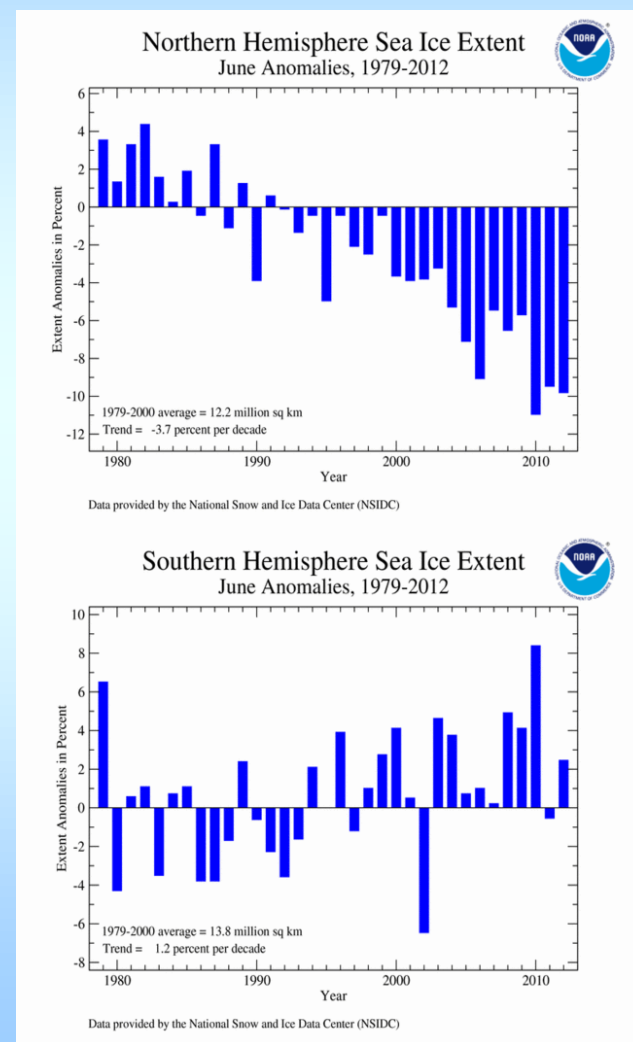 Northern Hemisphere Sea Ice Extent
June Anomalies, 1979-2012
NOAA
6
4
2
0
-2
-4
-6
-8
-10
-12
Extent Anomalies in Percent
1979-2000 average = 12.2 million sq km
Trend = -3.7 percent per decade
1980 1990 2000 2010
Year
Data provided by the National Snow and Ice Data Center (NSIDC)
Southern Hemisphere Sea Ice Extent
June Anomalies, 1979-2012
NOAA
10
8
6
4
2
0
-2
-4
-6
-8
Extent Anomalies in Percent
1979-2000 average = 13.8 million sq km
Trend = 1.2 percent per decade
1980 1990 2000 2010
Year
Data provided by the National Snow and Ice Data Center (NSIDC)